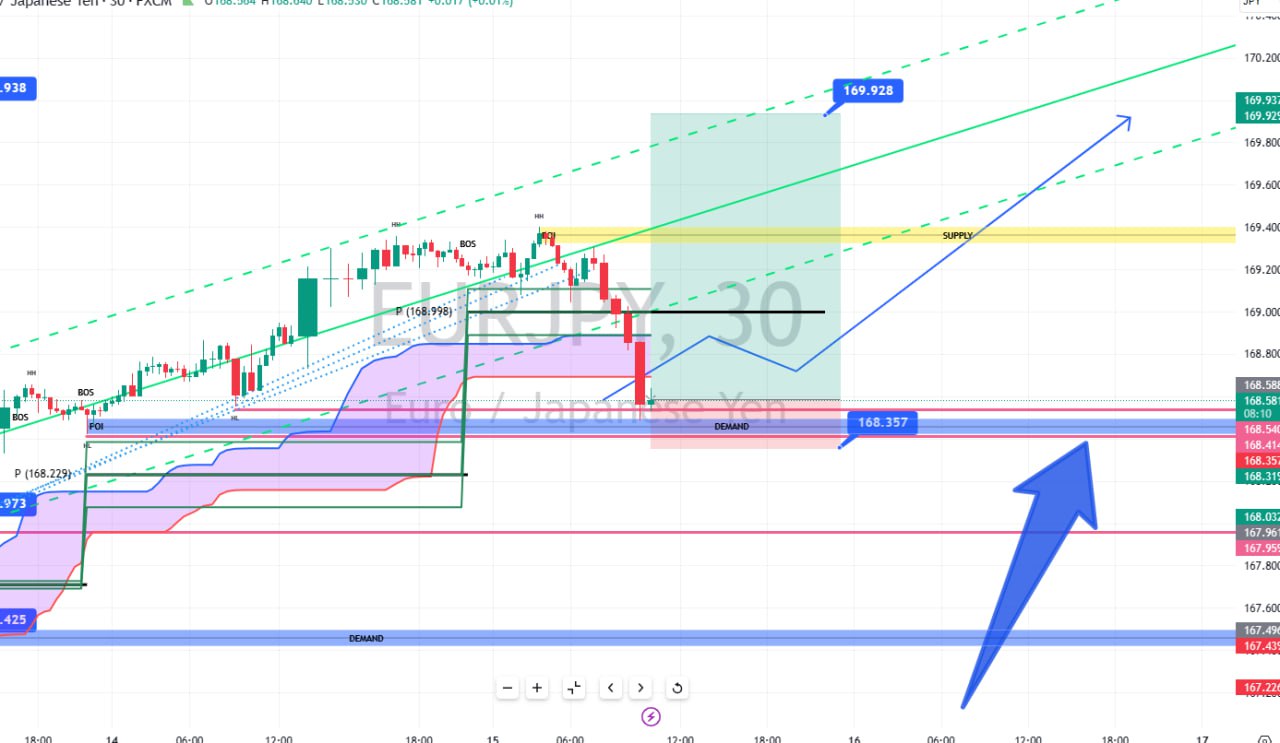 / Japanese Yen · 30 · FXCM O168.564 H168.640 L168.530 C168.581 +0.017 (+0.01%)
JPY
170.200
.938
169.928
169.937
169.929
169.800
169.600
HH
HH
169.400
BOS
SUPPLY
169.200
EURJPY, 30
P (168.998)
169.000
168.800
HH
168.588
BOS
168.581
08:10
Euro / Japanese Yen
BOS
HL
FOI
DEMAND
168.357
168.540
168.414
HL
168.357
P (168.229)
168.319
.973
168.032
167.961
167.959
167.800
.425
167.600
167.496
DEMAND
167.439
167.226
18:00 14 06:00 12:00 18:00 15 06:00 12:00 18:00 16 06:00 12:00 18:00 17